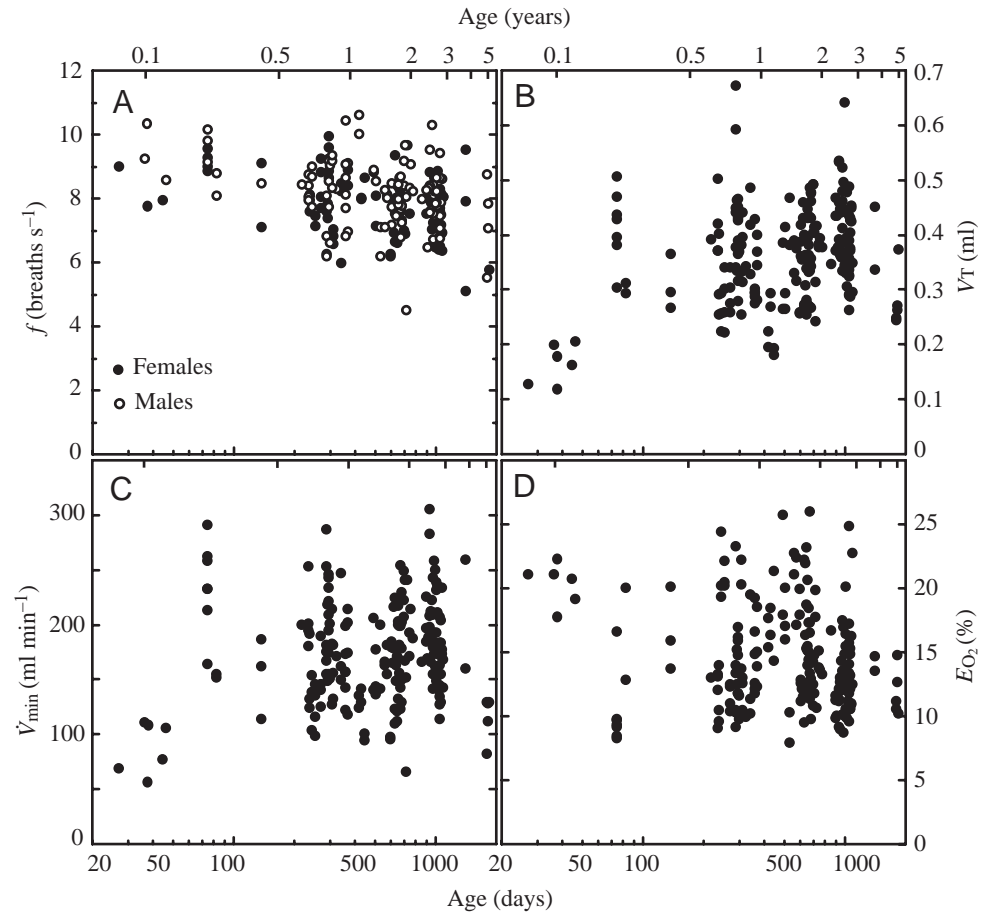 Age (years)
0.1 0.5 1 2 3 5 0.1 0.5 1 2 3 5
12 0.7
A B
10 0.6
8 0.5
f (breaths s⁻¹) 6 0.4 VT (ml)
4 0.3
Females 0.2
2 Males 0.1
0 0
C D
300 25
20
V̇min (ml min⁻¹) 200 15 EO₂ (%)
100 10
5
0 0
20 50 100 500 1000 20 50 100 500 1000
Age (days)